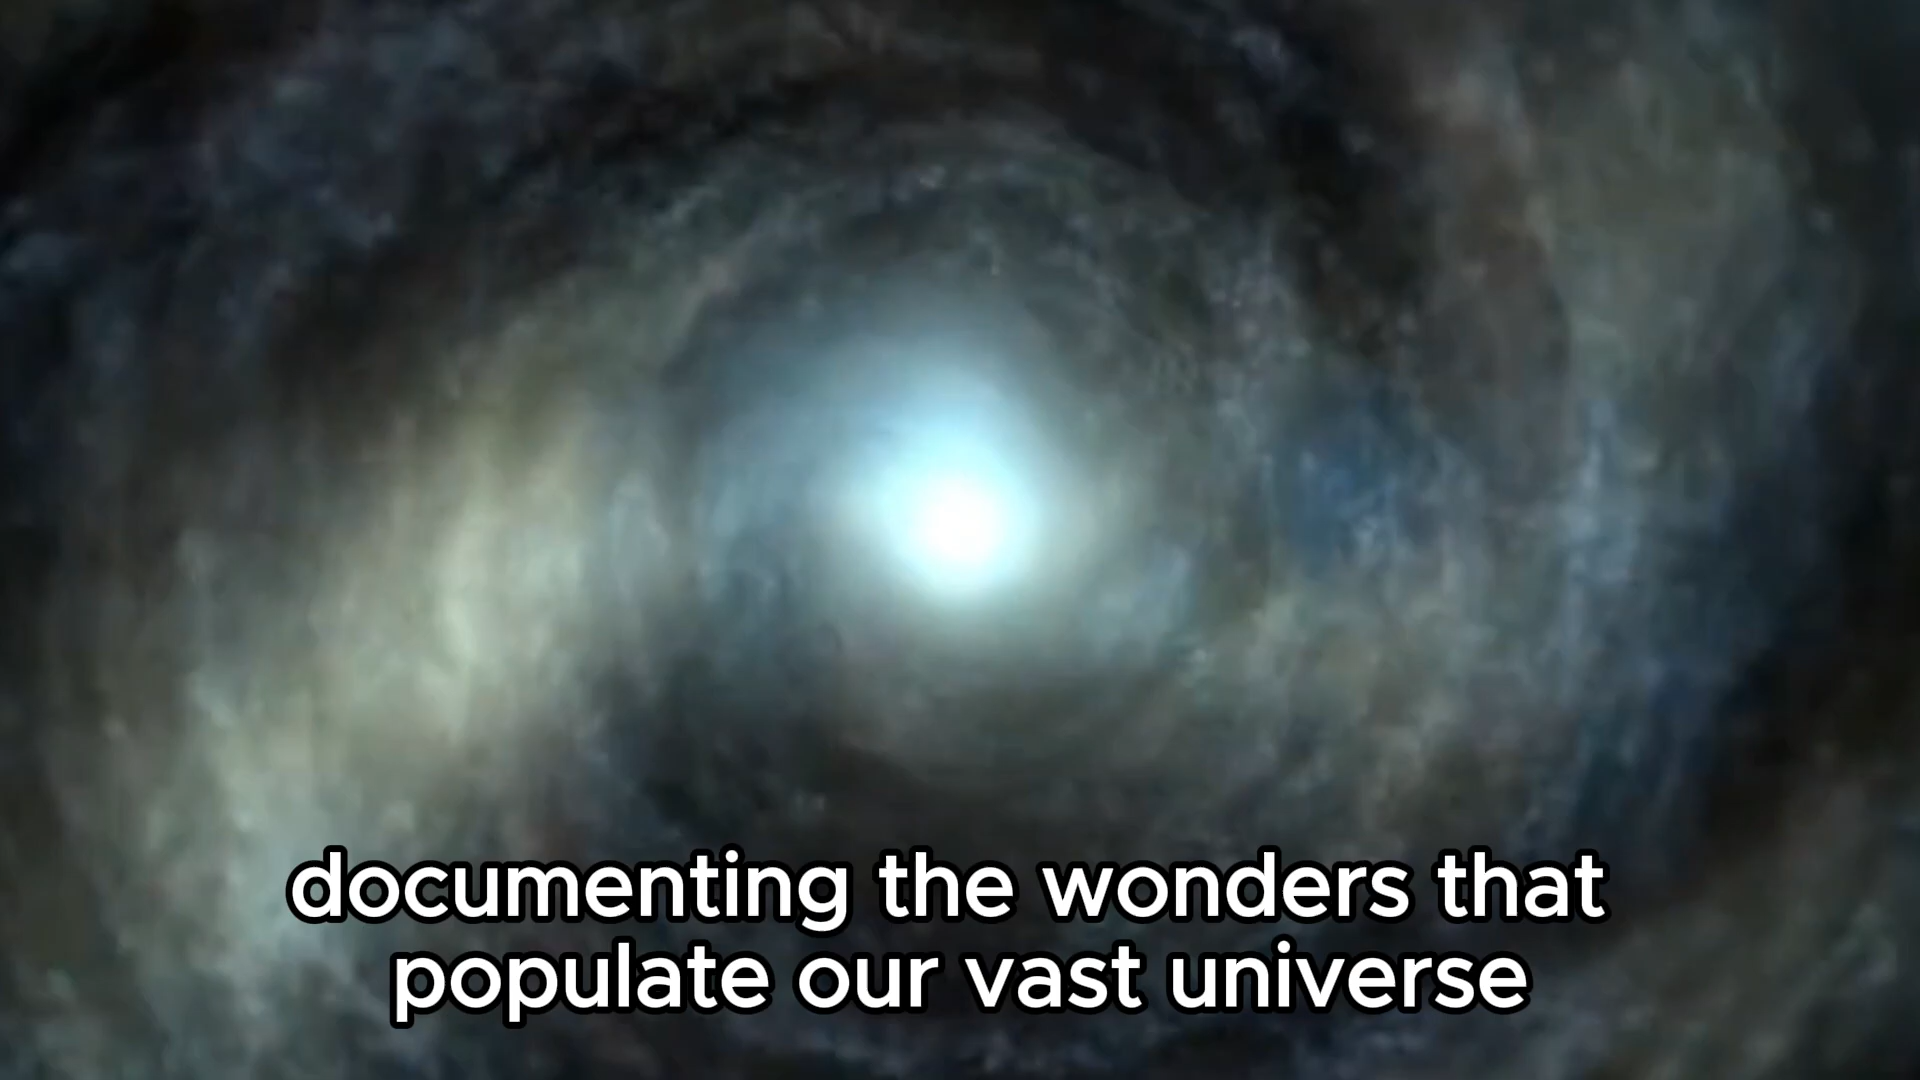 documenting the wonders that
populate our vast universe